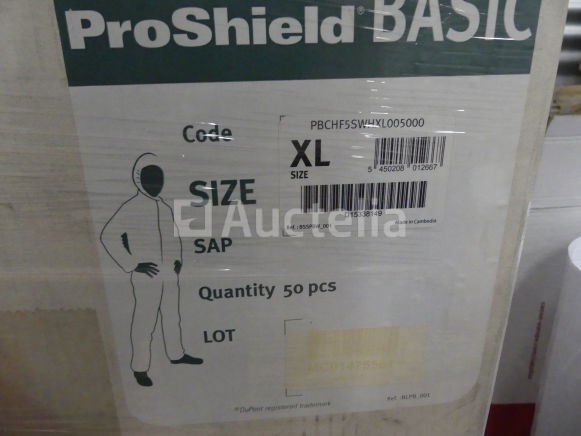 ProShield® BASIC
Code
PBCHF5SWHXL005000
XL
SIZE
5 450208 012667
SIZE
D15338149
Made in Cambodia
Auctelia
SAP
Quantity 50 pcs
LOT
®DuPont registered trademark